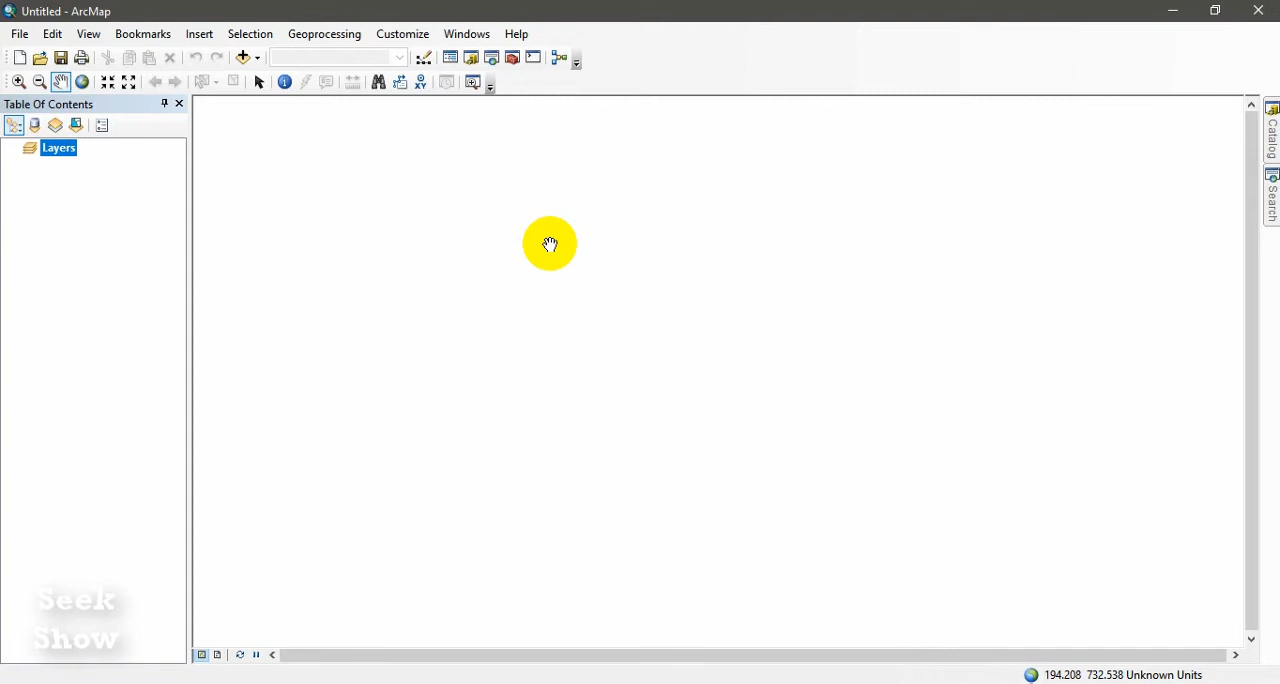 Untitled - ArcMap
File Edit View Bookmarks Insert Selection Geoprocessing Customize Windows Help
XY
Table Of Contents
Layers
Catalog
Search
Seek
Show
194.208 732.538 Unknown Units